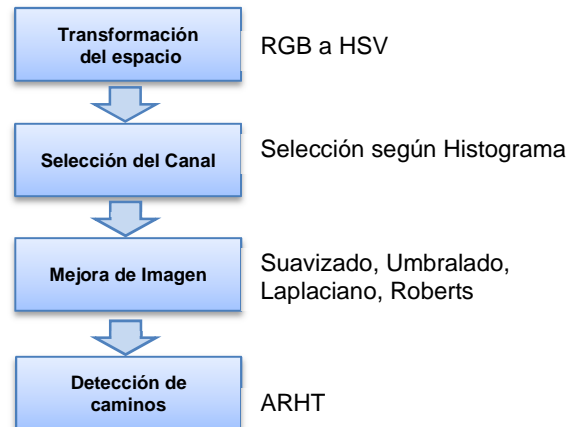 Transformación
del espacio
RGB a HSV
Selección del Canal
Selección según Histograma
Mejora de Imagen
Suavizado, Umbralado,
Laplaciano, Roberts
Detección de
caminos
ARHT